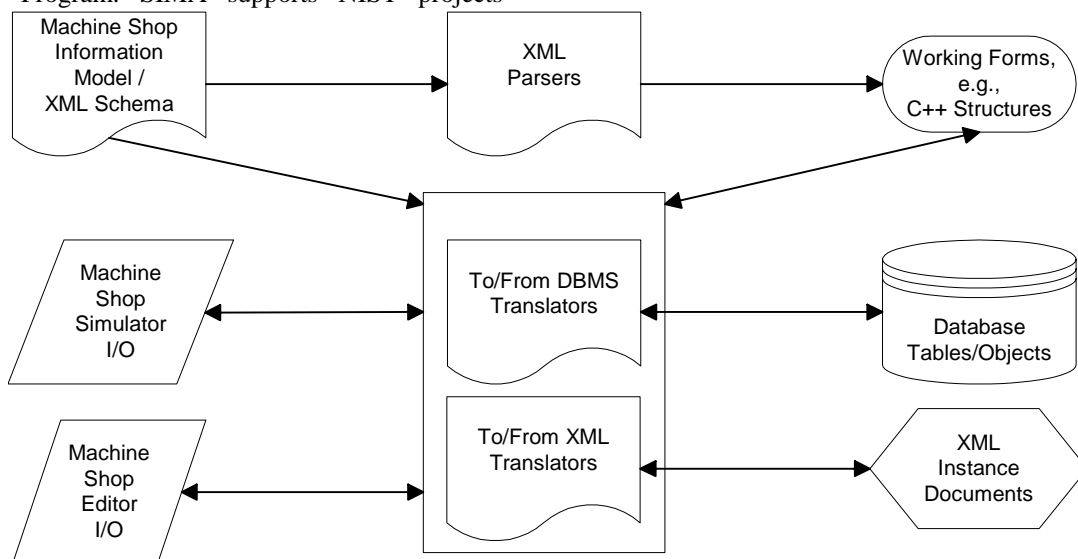 Program. SIMA supports NIST projects
Machine Shop
Information
Model /
XML Schema
XML
Parsers
Working Forms,
e.g.,
C++ Structures
Machine
Shop
Simulator
I/O
To/From DBMS
Translators
Database
Tables/Objects
Machine
Shop
Editor
I/O
To/From XML
Translators
XML
Instance
Documents